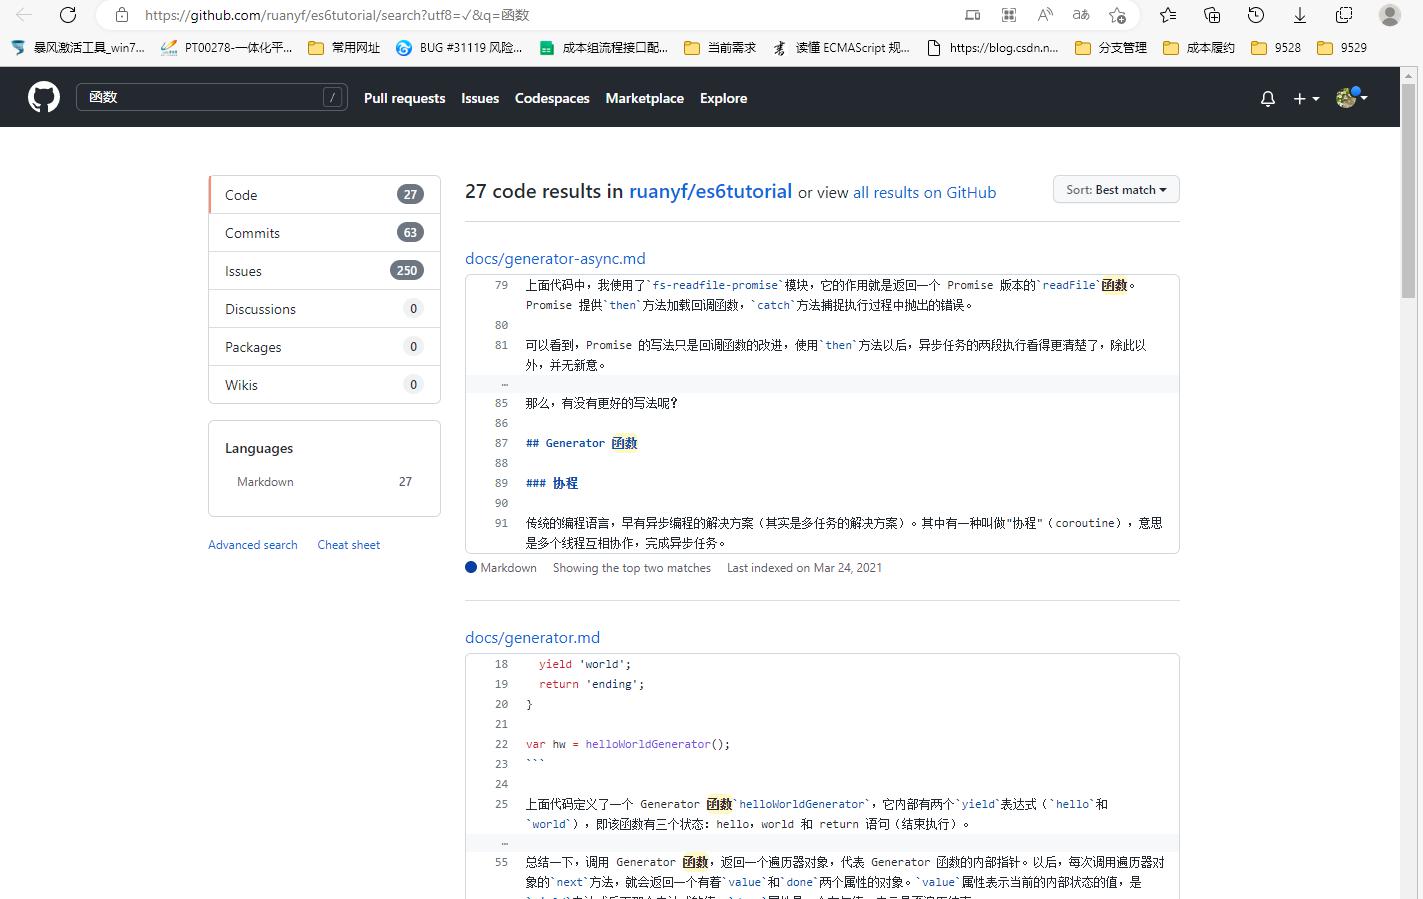 https://github.com/ruanyf/es6tutorial/search?utf8=✓&q=函数
暴风激活工具_win7...
PT00278-一体化平...
常用网址
BUG #31119 风险...
成本组流程接口配...
当前需求
读懂 ECMAScript 规...
https://blog.csdn.n...
分支管理
成本履约
9528
9529
函数 /
Pull requests Issues Codespaces Marketplace Explore
Code 27
Commits 63
Issues 250
Discussions 0
Packages 0
Wikis 0
Languages
Markdown 27
Advanced search Cheat sheet
27 code results in ruanyf/es6tutorial or view all results on GitHub
Sort: Best match
docs/generator-async.md
79 上面代码中，我使用了`fs-readfile-promise`模块，它的作用就是返回一个 Promise 版本的`readFile`函数。
Promise 提供`then`方法加载回调函数，`catch`方法捕捉执行过程中抛出的错误。
80
81 可以看到，Promise 的写法只是回调函数的改进，使用`then`方法以后，异步任务的两段执行看得更清楚了，除此以
外，并无新意。
…
85 那么，有没有更好的写法呢？
86
87 ## Generator 函数
88
89 ### 协程
90
91 传统的编程语言，早有异步编程的解决方案（其实是多任务的解决方案）。其中有一种叫做"协程"（coroutine），意思
是多个线程互相协作，完成异步任务。
Markdown Showing the top two matches Last indexed on Mar 24, 2021
docs/generator.md
18 yield 'world';
19 return 'ending';
20 }
21
22 var hw = helloWorldGenerator();
23 ```
24
25 上面代码定义了一个 Generator 函数`helloWorldGenerator`，它内部有两个`yield`表达式（`hello`和
`world`），即该函数有三个状态：hello，world 和 return 语句（结束执行）。
…
55 总结一下，调用 Generator 函数，返回一个遍历器对象，代表 Generator 函数的内部指针。以后，每次调用遍历器对
象的`next`方法，就会返回一个有着`value`和`done`两个属性的对象。`value`属性表示当前的内部状态的值，是